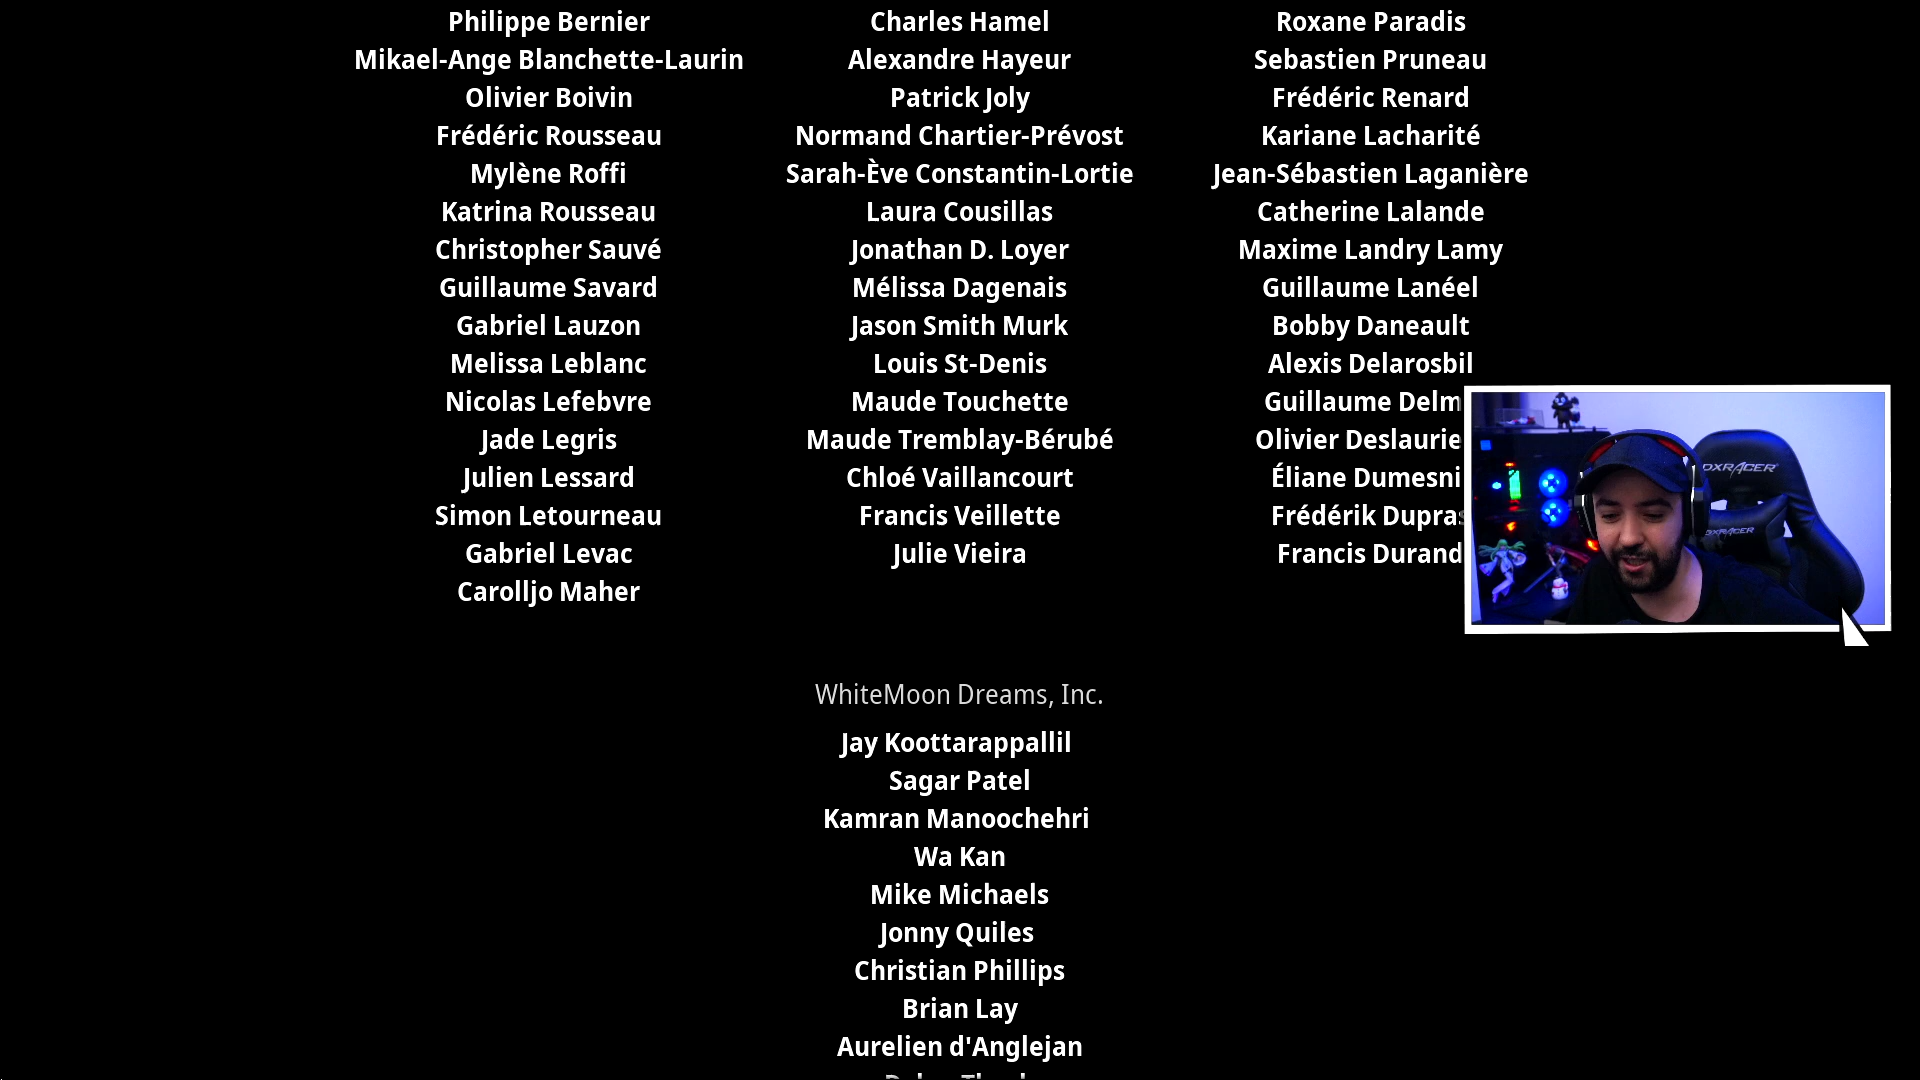 Philippe Bernier
Mikael-Ange Blanchette-Laurin
Olivier Boivin
Frédéric Rousseau
Mylène Roffi
Katrina Rousseau
Christopher Sauvé
Guillaume Savard
Gabriel Lauzon
Melissa Leblanc
Nicolas Lefebvre
Jade Legris
Julien Lessard
Simon Letourneau
Gabriel Levac
Carolljo Maher
Charles Hamel
Alexandre Hayeur
Patrick Joly
Normand Chartier-Prévost
Sarah-Ève Constantin-Lortie
Laura Cousillas
Jonathan D. Loyer
Mélissa Dagenais
Jason Smith Murk
Louis St-Denis
Maude Touchette
Maude Tremblay-Bérubé
Chloé Vaillancourt
Francis Veillette
Julie Vieira
Roxane Paradis
Sebastien Pruneau
Frédéric Renard
Kariane Lacharité
Jean-Sébastien Laganière
Catherine Lalande
Maxime Landry Lamy
Guillaume Lanéel
Bobby Daneault
Alexis Delarosbil
Guillaume
Olivier
Éliane
Frédérik
Francis Durand
WhiteMoon Dreams, Inc.
Jay Koottarappallil
Sagar Patel
Kamran Manoochehri
Wa Kan
Mike Michaels
Jonny Quiles
Christian Phillips
Brian Lay
Aurelien d'Anglejan
DXRACER
DXRACER